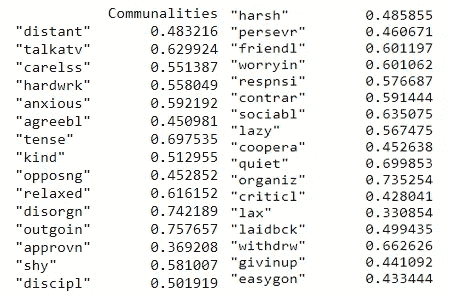 Communalities
"distant" 0.483216
"talkatv" 0.629924
"carelss" 0.551387
"hardwrk" 0.558049
"anxious" 0.592192
"agreebl" 0.450981
"tense" 0.697535
"kind" 0.512955
"opposng" 0.452852
"relaxed" 0.616152
"disorgn" 0.742189
"outgoin" 0.757657
"approvn" 0.369208
"shy" 0.581007
"discipl" 0.501919
"harsh" 0.485855
"persevr" 0.460671
"friendl" 0.601197
"worryin" 0.601062
"respnsi" 0.576687
"contrar" 0.591444
"sociabl" 0.635075
"lazy" 0.567475
"coopera" 0.452638
"quiet" 0.699853
"organiz" 0.735254
"criticl" 0.428041
"lax" 0.330854
"laidbck" 0.499435
"withdrw" 0.662626
"givinup" 0.441092
"easygon" 0.433444